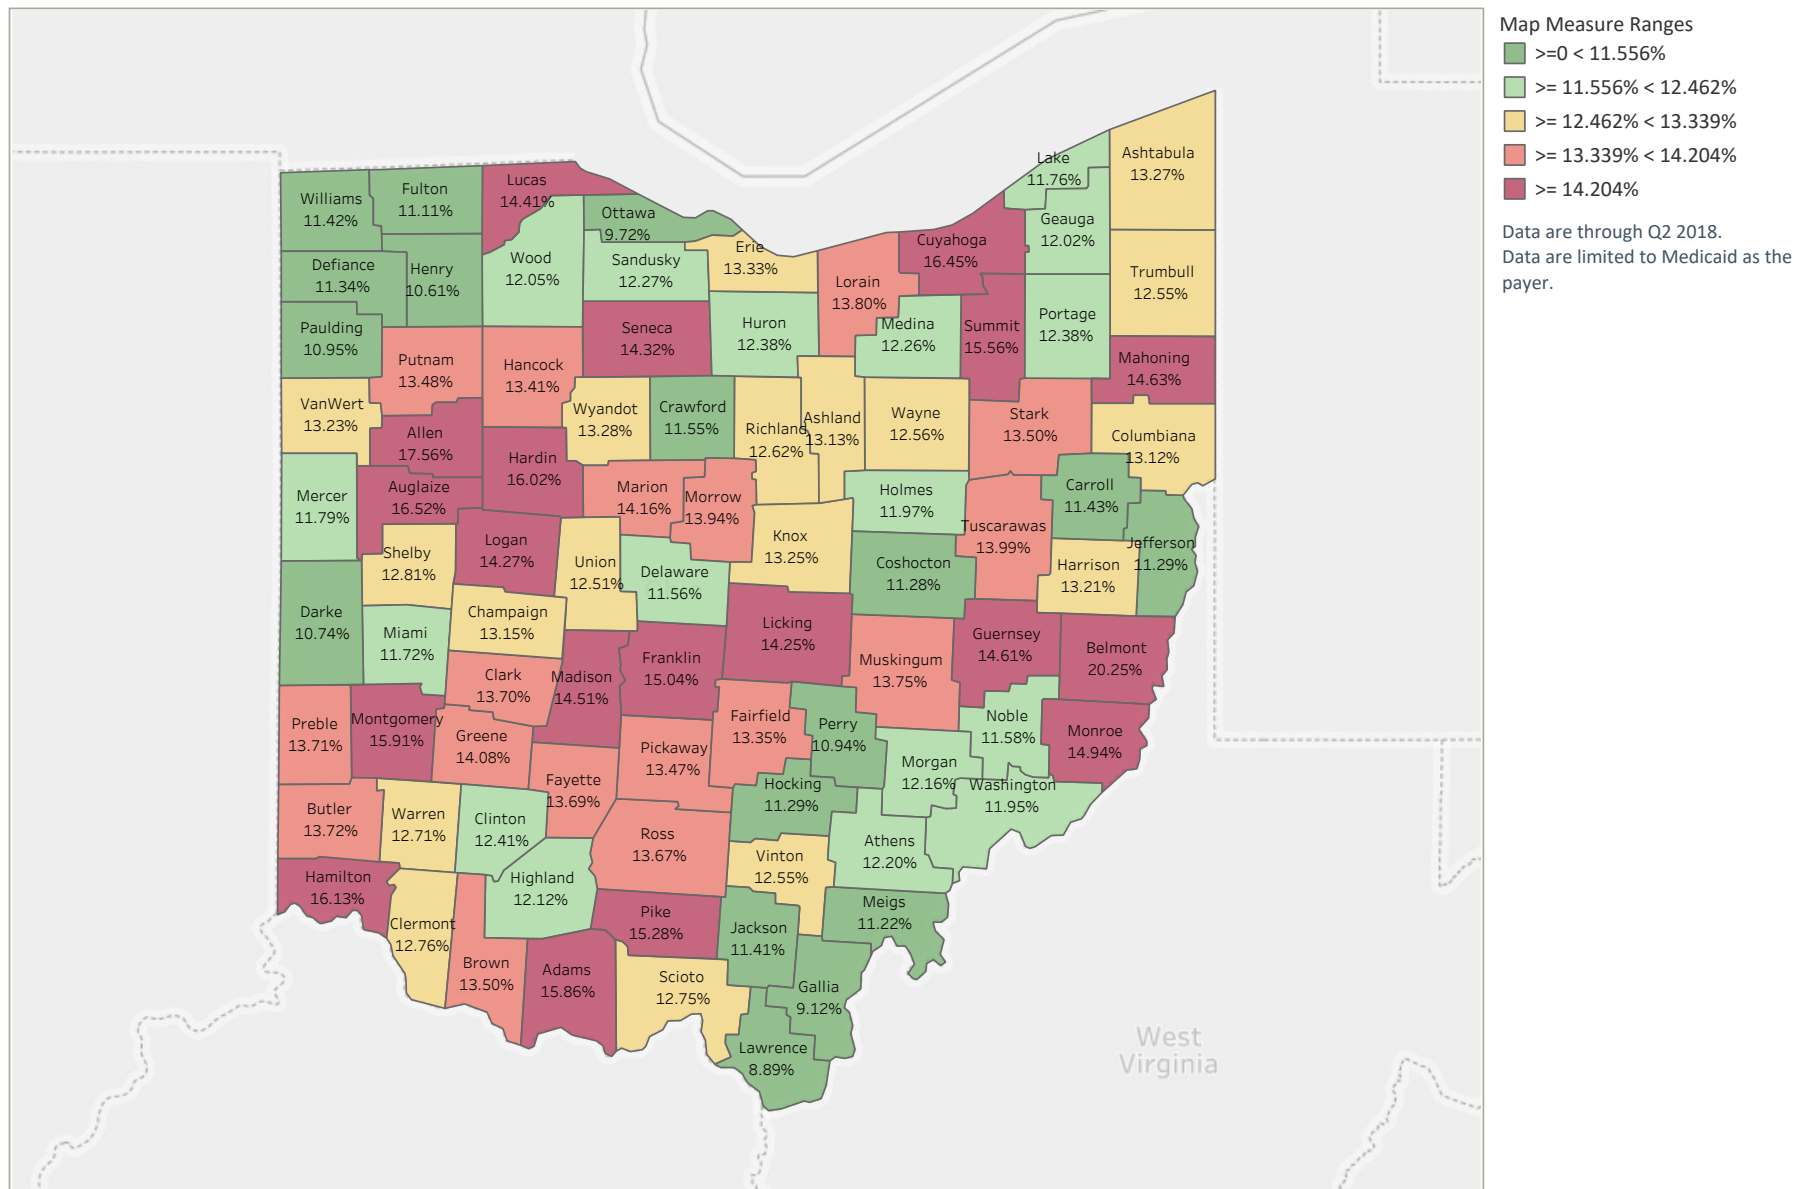 Map Measure Ranges
>=0 < 11.556%
>= 11.556% < 12.462%
>= 12.462% < 13.339%
>= 13.339% < 14.204%
>= 14.204%
Data are through Q2 2018.
Data are limited to Medicaid as the
payer.
Williams
11.42%
Fulton
11.11%
Lucas
14.41%
Ottawa
9.72%
Lake
11.76%
Ashtabula
13.27%
Defiance
11.34%
Henry
10.61%
Wood
12.05%
Sandusky
12.27%
Erie
13.33%
Lorain
13.80%
Cuyahoga
16.45%
Geauga
12.02%
Trumbull
12.55%
Paulding
10.95%
Putnam
13.48%
Hancock
13.41%
Seneca
14.32%
Huron
12.38%
Medina
12.26%
Summit
15.56%
Portage
12.38%
Mahoning
14.63%
VanWert
13.23%
Allen
17.56%
Wyandot
13.28%
Crawford
11.55%
Richland
12.62%
Ashland
13.13%
Wayne
12.56%
Stark
13.50%
Columbiana
13.12%
Mercer
11.79%
Auglaize
16.52%
Hardin
16.02%
Marion
14.16%
Morrow
13.94%
Holmes
11.97%
Tuscarawas
13.99%
Carroll
11.43%
Jefferson
11.29%
Shelby
12.81%
Logan
14.27%
Union
12.51%
Delaware
11.56%
Knox
13.25%
Coshocton
11.28%
Harrison
13.21%
Darke
10.74%
Miami
11.72%
Champaign
13.15%
Clark
13.70%
Madison
14.51%
Franklin
15.04%
Licking
14.25%
Muskingum
13.75%
Guernsey
14.61%
Belmont
20.25%
Preble
13.71%
Montgomery
15.91%
Greene
14.08%
Fayette
13.69%
Pickaway
13.47%
Fairfield
13.35%
Perry
10.94%
Morgan
12.16%
Noble
11.58%
Monroe
14.94%
Butler
13.72%
Warren
12.71%
Clinton
12.41%
Ross
13.67%
Hocking
11.29%
Athens
12.20%
Washington
11.95%
Hamilton
16.13%
Clermont
12.76%
Highland
12.12%
Pike
15.28%
Vinton
12.55%
Meigs
11.22%
Brown
13.50%
Adams
15.86%
Scioto
12.75%
Jackson
11.41%
Gallia
9.12%
Lawrence
8.89%
West
Virginia